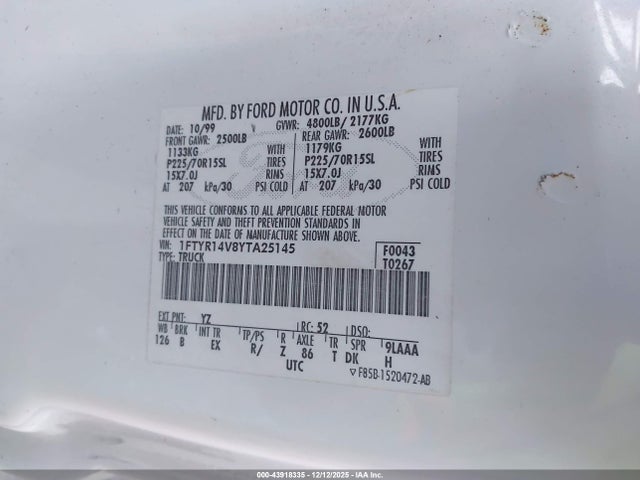 MFD. BY FORD MOTOR CO. IN U.S.A.
DATE: 10/99 GVWR: 4800LB/ 2177KG
FRONT GAWR: 2500LB REAR GAWR: 2600LB
1133KG WITH 1179KG WITH
P225/70R15SL TIRES P225/70R15SL TIRES
15X7.0J RIMS 15X7.0J RIMS
AT 207 kPa/30 PSI COLD AT 207 kPa/30 PSI COLD
THIS VEHICLE CONFORMS TO ALL APPLICABLE FEDERAL MOTOR
VEHICLE SAFETY AND THEFT PREVENTION STANDARDS IN
EFFECT ON THE DATE OF MANUFACTURE SHOWN ABOVE.
VIN: 1FTYR14V8YTA25145 F0043
TYPE: TRUCK T0267
EXT PNT: YZ RC: 52 DSO:
WB BRK INT TR TP/PS R AXLE TR SPR 9LAAA
126 B EX R/ Z 86 T DK H
UTC ▽ F85B-1520472-AB
000-43918335 - 12/12/2025 - IAA Inc.